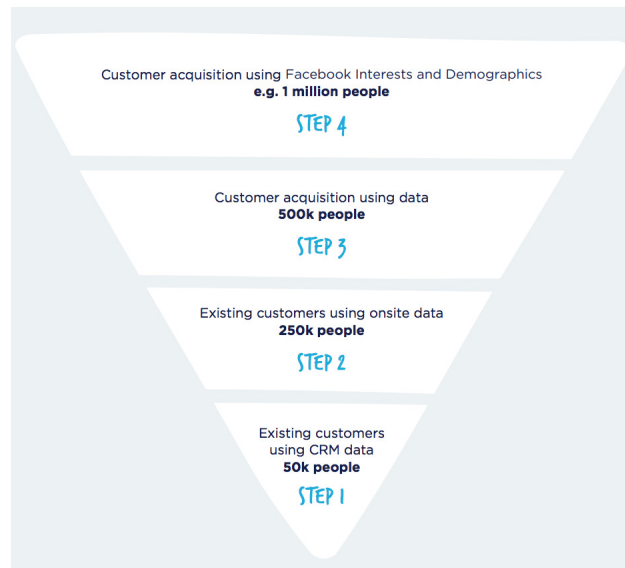 Customer acquisition using Facebook Interests and Demographics
e.g. 1 million people
STEP 4
Customer acquisition using data
500k people
STEP 3
Existing customers using onsite data
250k people
STEP 2
Existing customers
using CRM data
50k people
STEP 1